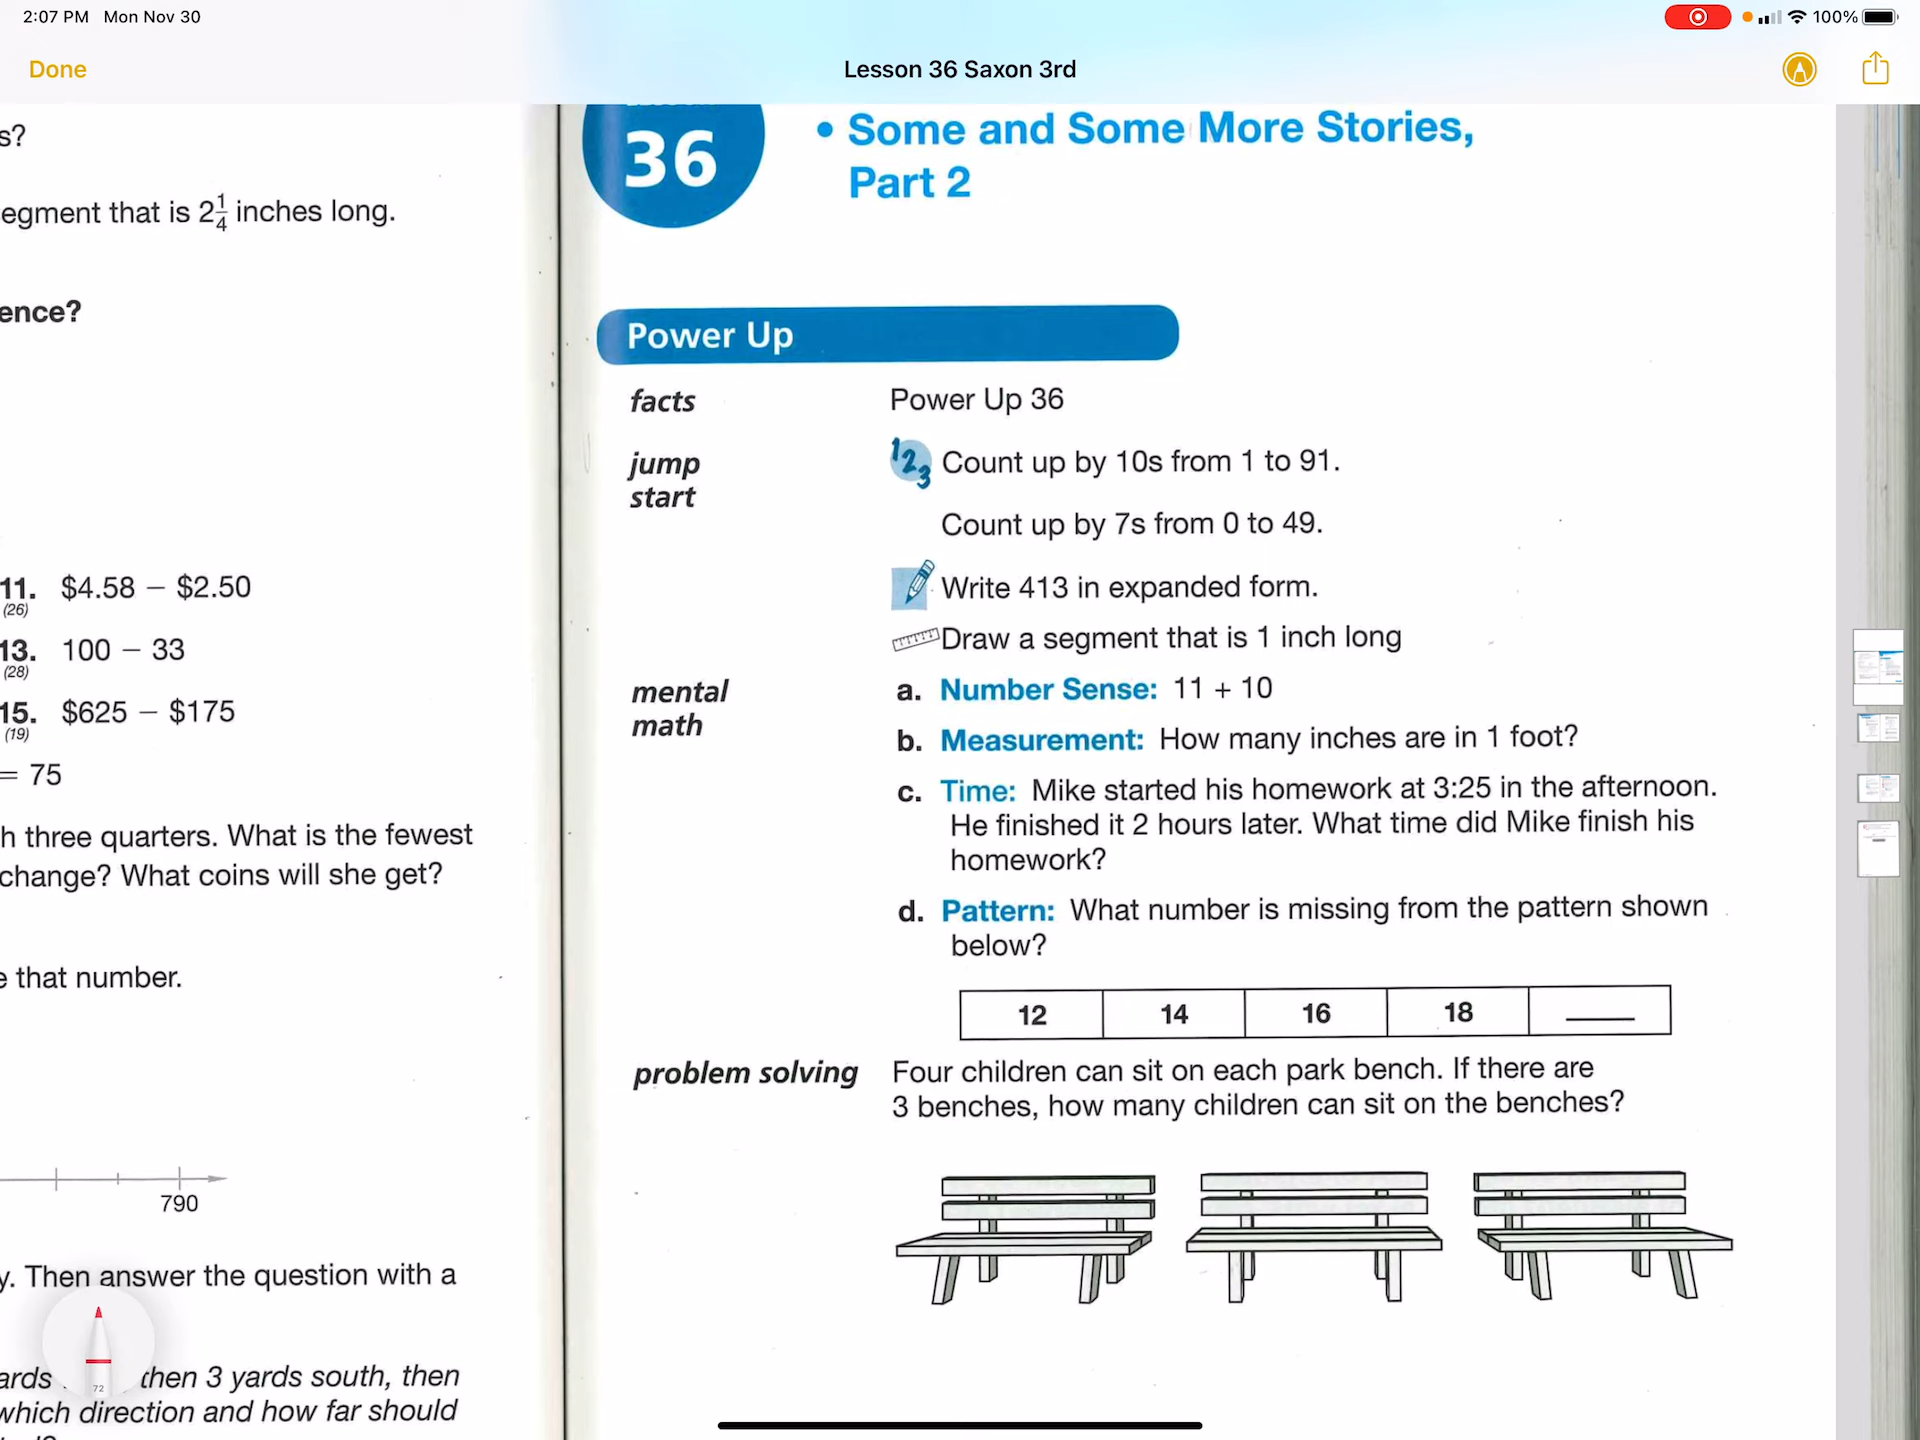 2:07 PM Mon Nov 30
100%
Done
Lesson 36 Saxon 3rd
s?
egment that is 2 1/4 inches long.
ence?
11. $4.58 – $2.50
(26)
13. 100 – 33
(28)
15. $625 – $175
(19)
= 75
h three quarters. What is the fewest
change? What coins will she get?
e that number.
790
y. Then answer the question with a
72
ards then 3 yards south, then
which direction and how far should
36
• Some and Some More Stories,
Part 2
Power Up
facts
Power Up 36
jump
start
123 Count up by 10s from 1 to 91.
Count up by 7s from 0 to 49.
Write 413 in expanded form.
Draw a segment that is 1 inch long
mental
math
a. Number Sense: 11 + 10
b. Measurement: How many inches are in 1 foot?
c. Time: Mike started his homework at 3:25 in the afternoon.
He finished it 2 hours later. What time did Mike finish his
homework?
d. Pattern: What number is missing from the pattern shown
below?
12 14 16 18 ____
problem solving
Four children can sit on each park bench. If there are
3 benches, how many children can sit on the benches?